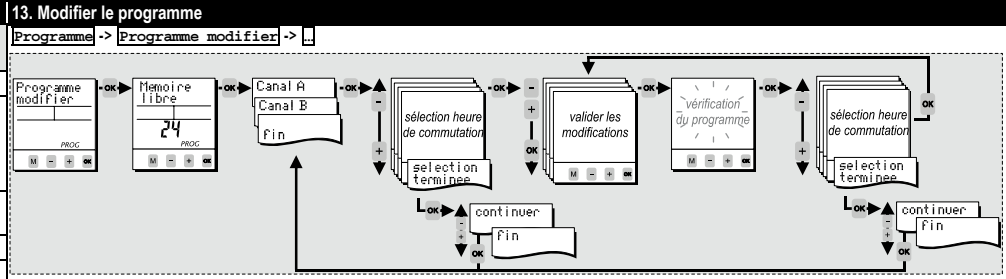 13. Modifier le programme
Programme -> Programme modifier -> ...
Programme
modifier
PROG
M - + OK
OK
Memoire
libre
24
PROG
M - + OK
OK
Canal A
Canal B
fin
OK
-
+
sélection heure
de commutation
selection
terminee
OK
-
+
continuer
fin
OK
OK
-
+
OK
valider les
modifications
M - + OK
OK
vérification
du programme
M - + OK
OK
-
+
sélection heure
de commutation
selection
terminee
OK
OK
-
+
continuer
fin
OK